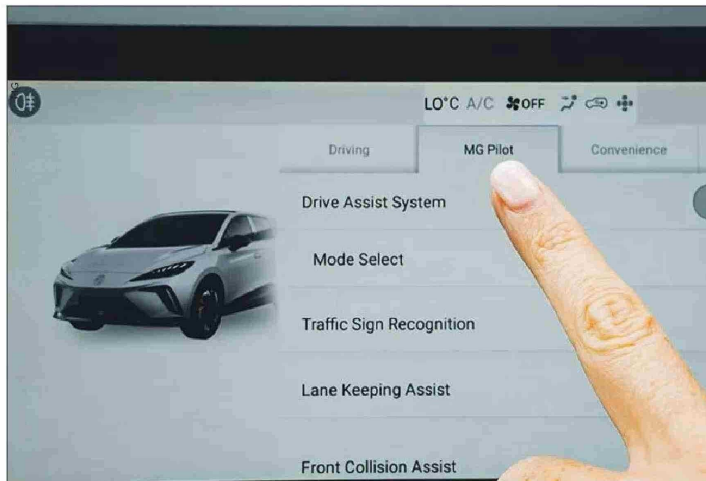 LO°C A/C OFF
Driving MG Pilot Convenience
Drive Assist System
Mode Select
Traffic Sign Recognition
Lane Keeping Assist
Front Collision Assist